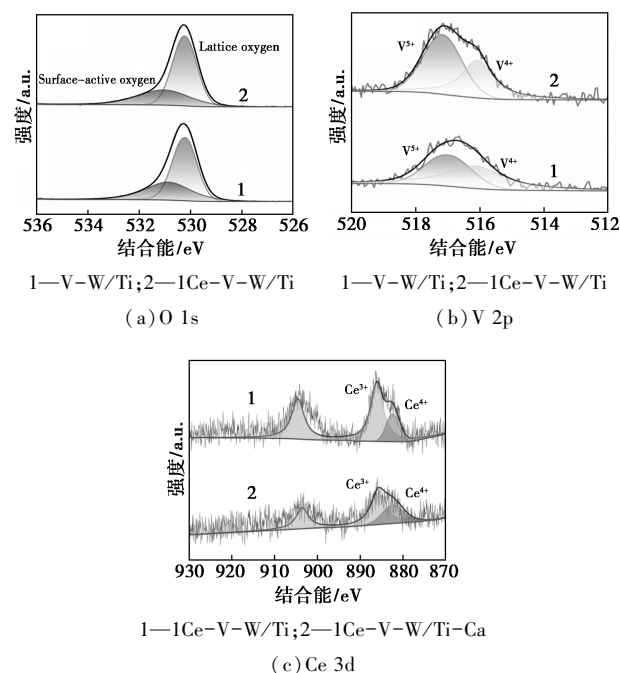 强度/a.u.
Lattice oxygen
Surface-active oxygen
2
1
536 534 532 530 528 526
结合能/eV
1—V-W/Ti;2—1Ce-V-W/Ti
(a)O 1s
强度/a.u.
V⁵⁺
V⁴⁺
2
V⁵⁺
V⁴⁺
1
520 518 516 514 512
结合能/eV
1—V-W/Ti;2—1Ce-V-W/Ti
(b)V 2p
强度/a.u.
1
Ce³⁺
Ce⁴⁺
2
Ce³⁺
Ce⁴⁺
930 920 910 900 890 880 870
结合能/eV
1—1Ce-V-W/Ti;2—1Ce-V-W/Ti-Ca
(c)Ce 3d